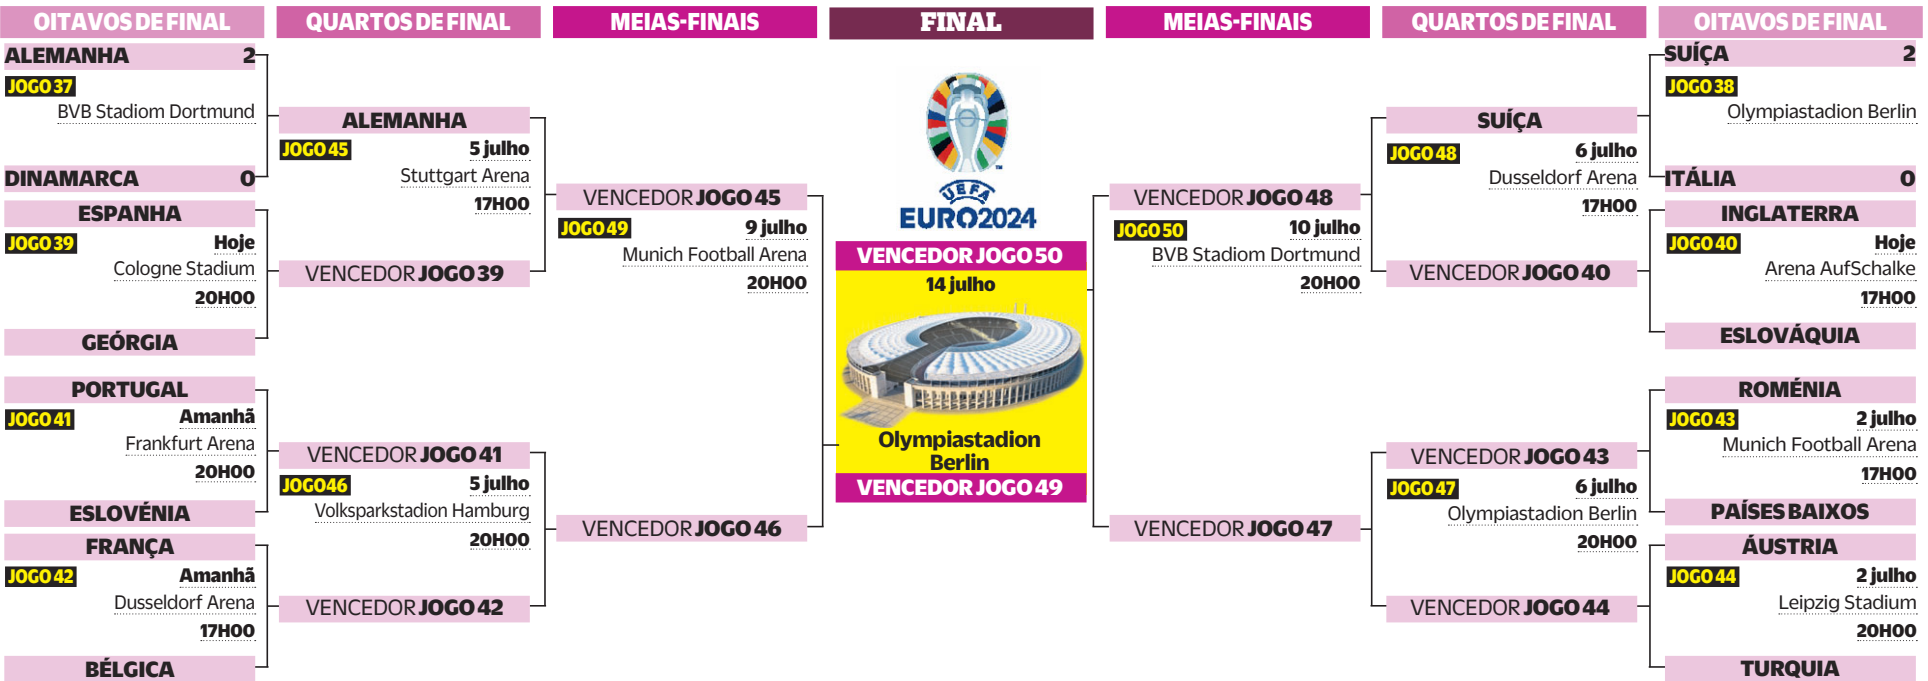 OITAVOS DE FINAL
ALEMANHA 2
JOGO 37
BVB Stadiom Dortmund
DINAMARCA 0
ESPANHA
JOGO 39 Hoje
Cologne Stadium
20H00
GEÓRGIA
PORTUGAL
JOGO 41 Amanhã
Frankfurt Arena
20H00
ESLOVÉNIA
FRANÇA
JOGO 42 Amanhã
Dusseldorf Arena
17H00
BÉLGICA
QUARTOS DE FINAL
ALEMANHA
JOGO 45 5 julho
Stuttgart Arena
17H00
VENCEDOR JOGO 39
VENCEDOR JOGO 41
JOGO 46 5 julho
Volksparkstadion Hamburg
20H00
VENCEDOR JOGO 42
MEIAS-FINAIS
VENCEDOR JOGO 45
JOGO 49 9 julho
Munich Football Arena
20H00
VENCEDOR JOGO 46
FINAL
TM
UEFA
EURO2024
VENCEDOR JOGO 50
14 julho
Olympiastadion
Berlin
VENCEDOR JOGO 49
MEIAS-FINAIS
VENCEDOR JOGO 48
JOGO 50 10 julho
BVB Stadiom Dortmund
20H00
VENCEDOR JOGO 47
QUARTOS DE FINAL
SUÍÇA
JOGO 48 6 julho
Dusseldorf Arena
17H00
VENCEDOR JOGO 40
VENCEDOR JOGO 43
JOGO 47 6 julho
Olympiastadion Berlin
20H00
VENCEDOR JOGO 44
OITAVOS DE FINAL
SUÍÇA 2
JOGO 38
Olympiastadion Berlin
ITÁLIA 0
INGLATERRA
JOGO 40 Hoje
Arena AufSchalke
17H00
ESLOVÁQUIA
ROMÉNIA
JOGO 43 2 julho
Munich Football Arena
17H00
PAÍSES BAIXOS
ÁUSTRIA
JOGO 44 2 julho
Leipzig Stadium
20H00
TURQUIA